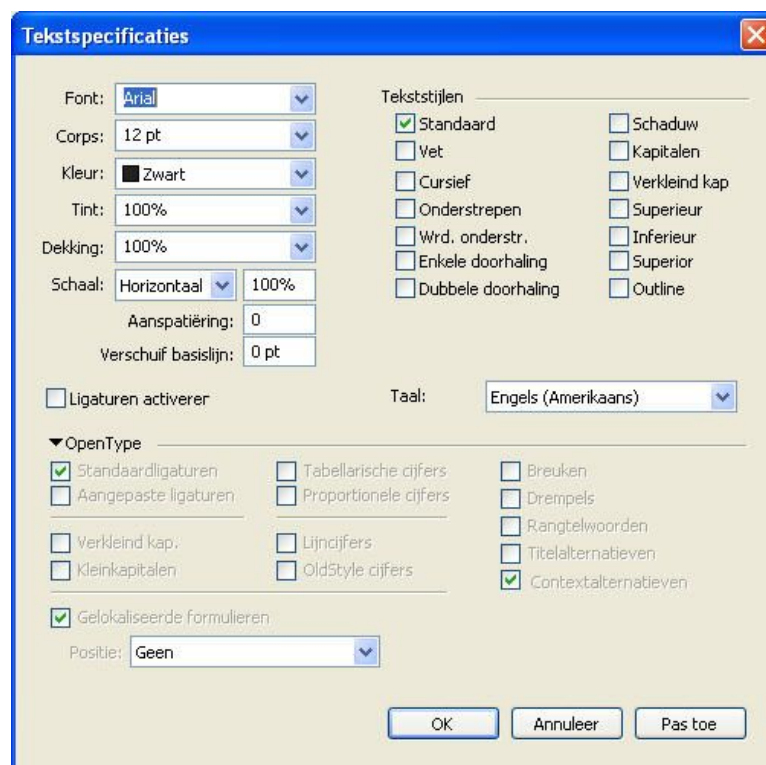 Tekstspecificaties
Font: Arial
Corps: 12 pt
Kleur: Zwart
Tint: 100%
Dekking: 100%
Schaal: Horizontaal 100%
Aanspatiëring: 0
Verschuif basislijn: 0 pt
Tekststijlen
Standaard
Vet
Cursief
Onderstrepen
Wrd. onderstr.
Enkele doorhaling
Dubbele doorhaling
Schaduw
Kapitalen
Verkleind kap
Superieur
Inferieur
Superior
Outline
Ligaturen activerer
Taal: Engels (Amerikaans)
OpenType
Standaardligaturen
Aangepaste ligaturen
Verkleind kap.
Kleinkapitalen
Tabellarische cijfers
Proportionele cijfers
Lijncijfers
OldStyle cijfers
Breuken
Drempels
Rangtelwoorden
Titelalternatieven
Contextalternatieven
Gelokaliseerde formulieren
Positie: Geen
OK Annuleer Pas toe